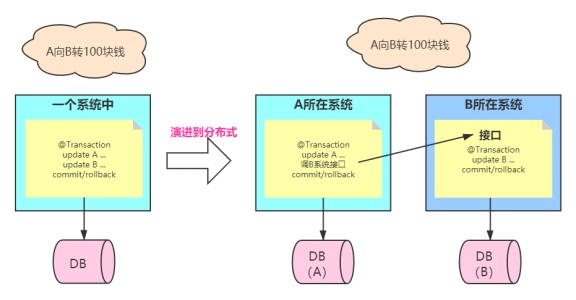 A向B转100块钱
一个系统中
@Transaction
update A ...
update B ...
commit/rollback
DB
演进到分布式
A向B转100块钱
A所在系统
@Transaction
update A ...
调B系统接口
commit/rollback
DB
(A)
B所在系统
接口
@Transaction
update B ...
commit/rollback
DB
(B)